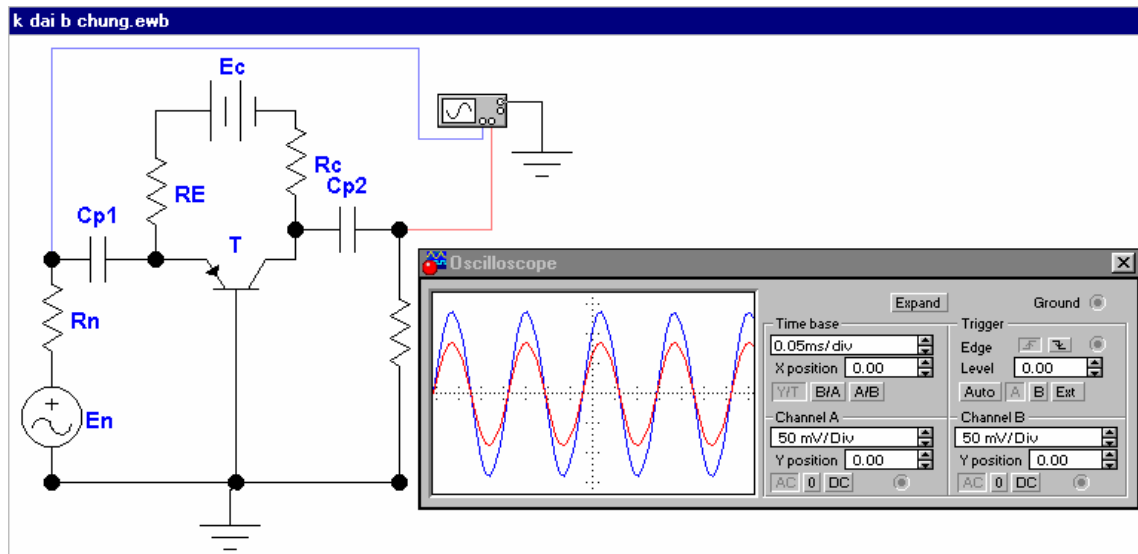 k dai b chung.ewb
Ec
RE
Rc
Cp1
Cp2
T
Rn
+
En
Oscilloscope
Expand
Ground
Time base
0.05ms/div
X position 0.00
Y/T B/A A/B
Trigger
Edge
Level 0.00
Auto A B Ext
Channel A
50 mV/Div
Y position 0.00
AC 0 DC
Channel B
50 mV/Div
Y position 0.00
AC 0 DC